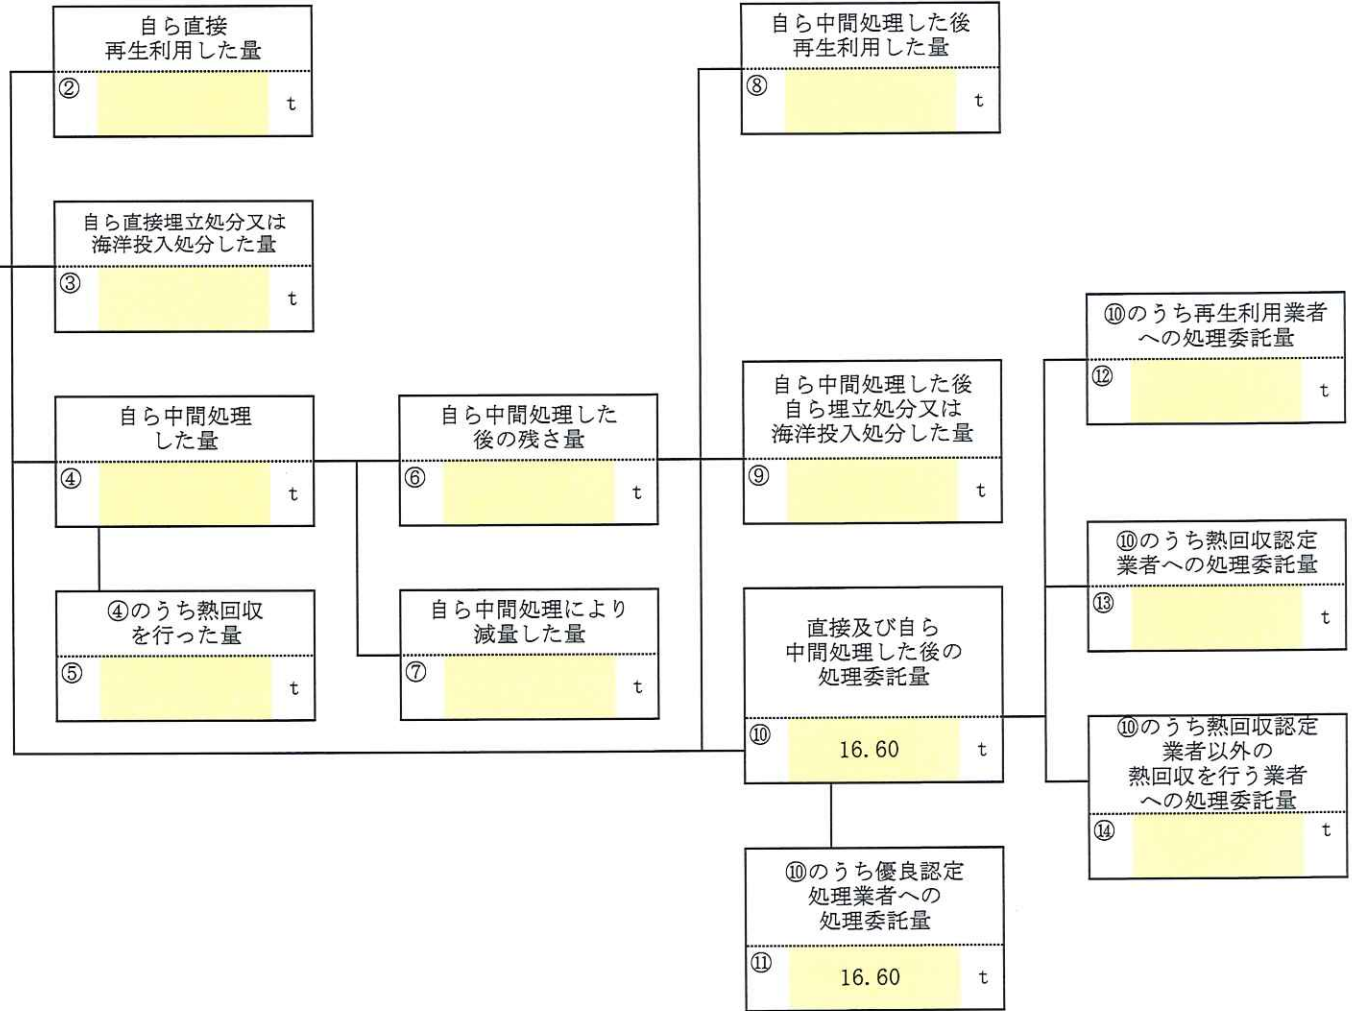 自ら直接
再生利用した量
②
t
自ら直接埋立処分又は
海洋投入処分した量
③
t
自ら中間処理
した量
④
t
④のうち熱回収
を行った量
⑤
t
自ら中間処理した
後の残さ量
⑥
t
自ら中間処理により
減量した量
⑦
t
自ら中間処理した後
再生利用した量
⑧
t
自ら中間処理した後
自ら埋立処分又は
海洋投入処分した量
⑨
t
直接及び自ら
中間処理した後の
処理委託量
⑩
16.60 t
⑩のうち優良認定
処理業者への
処理委託量
⑪
16.60 t
⑩のうち再生利用業者
への処理委託量
⑫
t
⑩のうち熱回収認定
業者への処理委託量
⑬
t
⑩のうち熱回収認定
業者以外の
熱回収を行う業者
への処理委託量
⑭
t